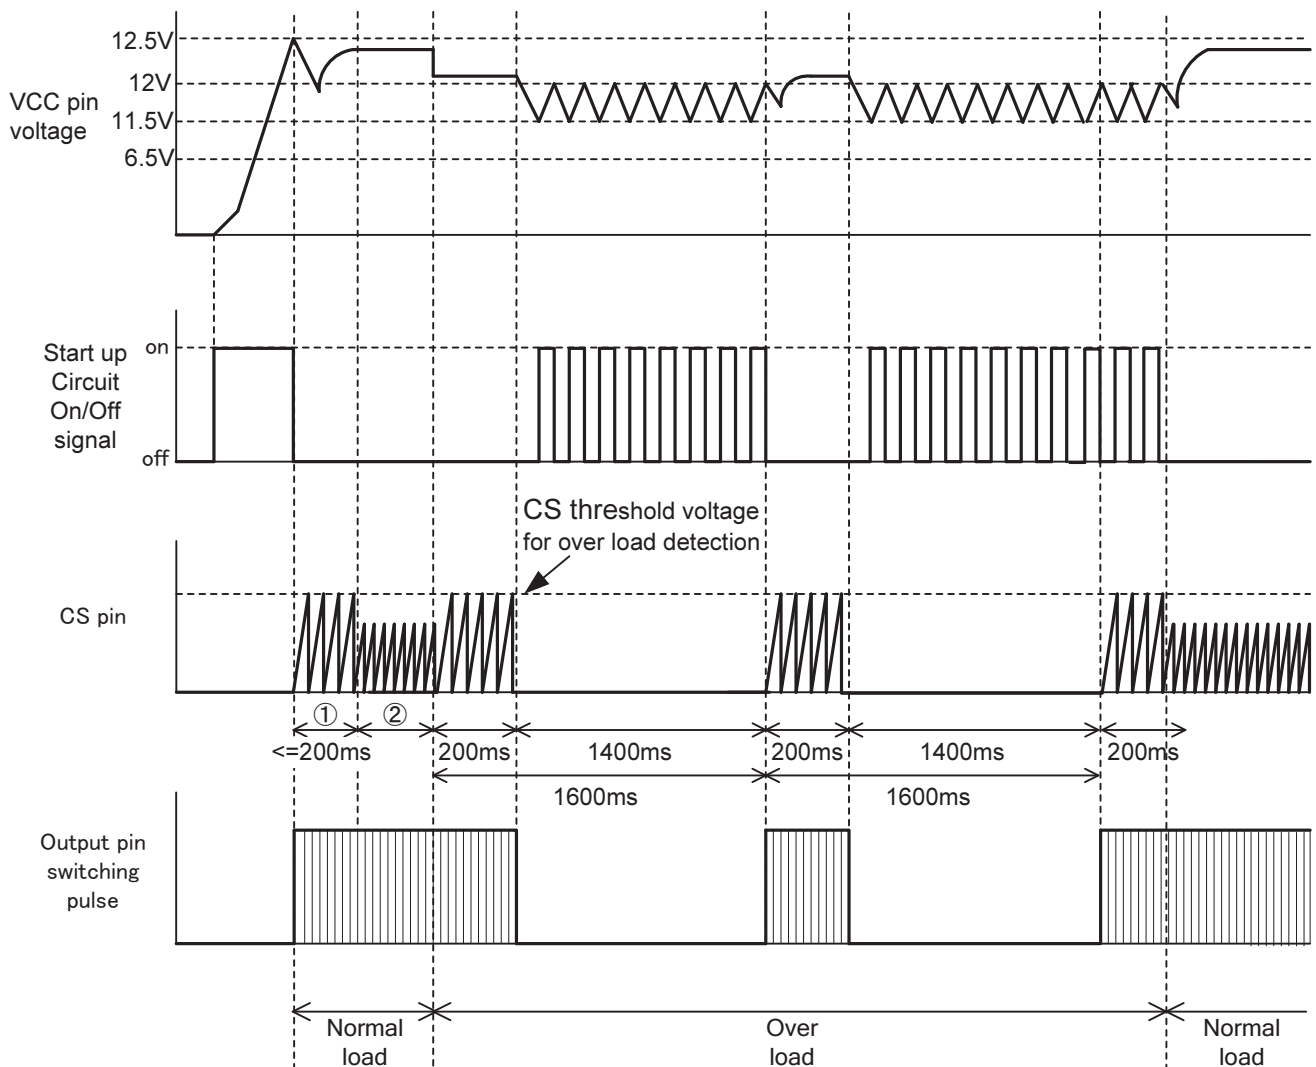 12.5V
12V
VCC pin
voltage
11.5V
6.5V
Start up
Circuit
On/Off
signal
on
off
CS threshold voltage
for over load detection
CS pin
① ②
<=200ms 200ms 1400ms 200ms 1400ms 200ms
1600ms 1600ms
Output pin
switching
pulse
Normal
load
Over
load
Normal
load